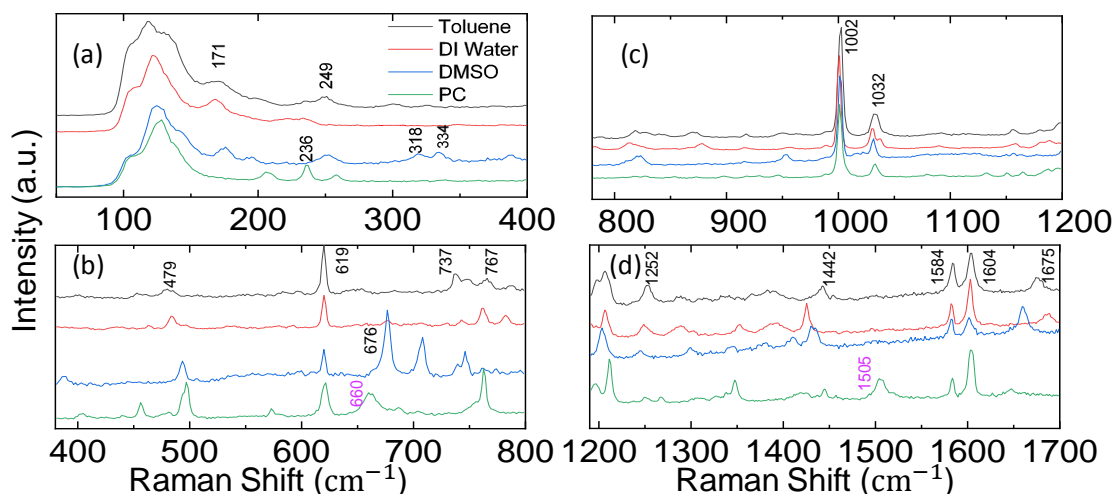 (a)
171
249
Toluene
DI Water
DMSO
PC
236
318
334
100 200 300 400
(c)
1002
1032
800 900 1000 1100 1200
Intensity (a.u.)
(b)
479
619
737
767
676
660
400 500 600 700 800
Raman Shift (cm⁻¹)
(d)
1252
1442
1584
1604
1675
1505
1200 1300 1400 1500 1600 1700
Raman Shift (cm⁻¹)